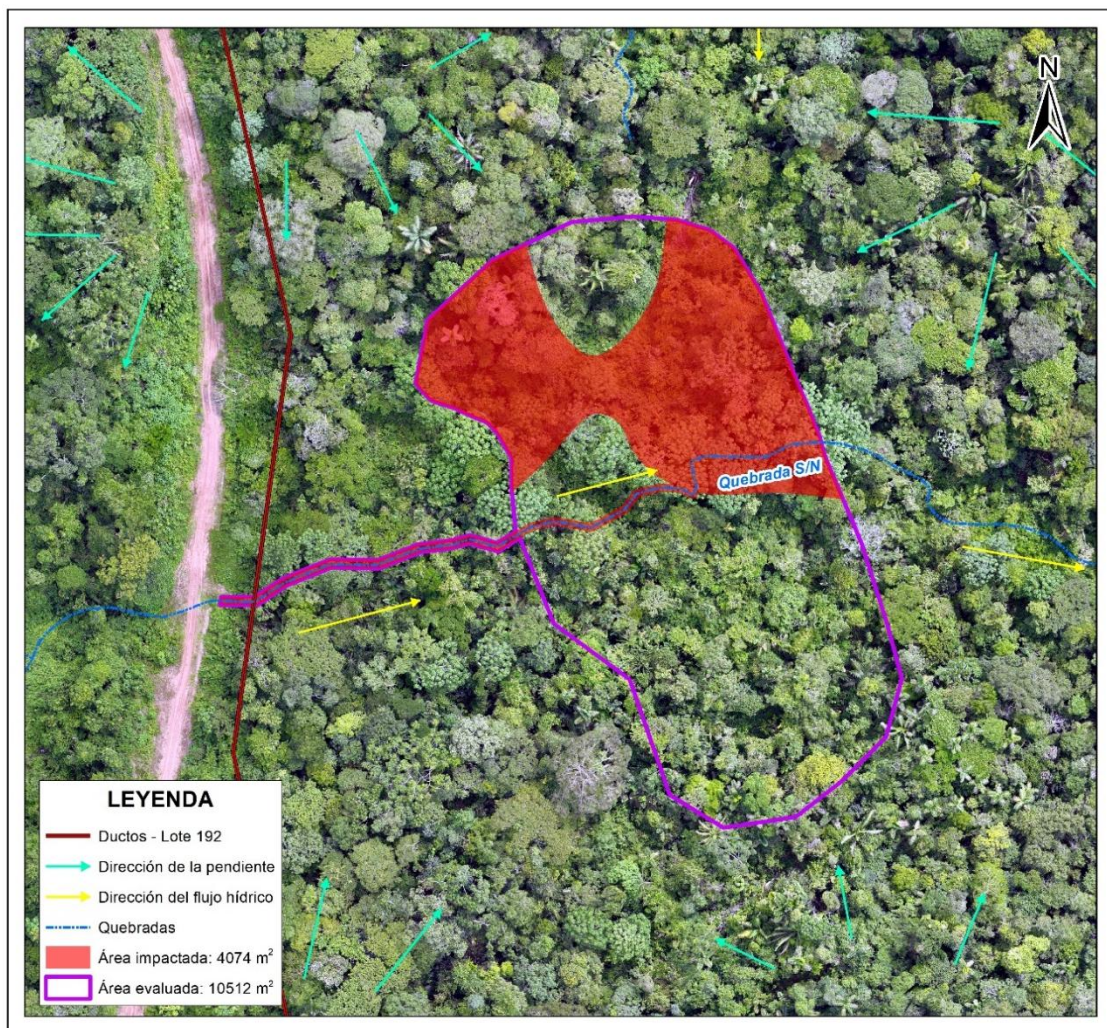 N
Quebrada S/N
LEYENDA
Ductos - Lote 192
Dirección de la pendiente
Dirección del flujo hídrico
Quebradas
Área impactada: 4074 m²
Área evaluada: 10512 m²